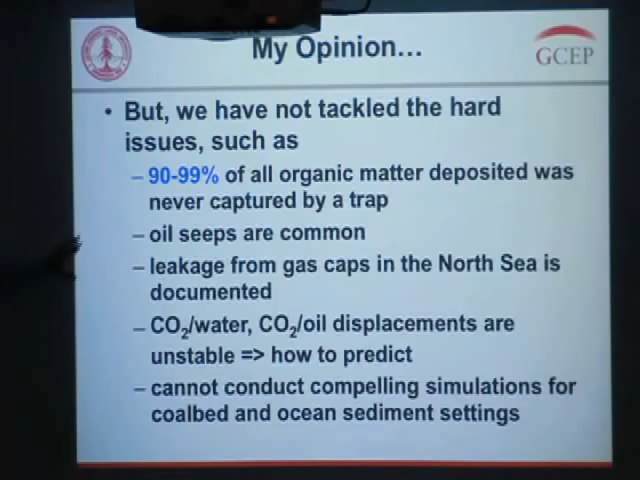 My Opinion...
GCEP
• But, we have not tackled the hard
issues, such as
– 90-99% of all organic matter deposited was
never captured by a trap
– oil seeps are common
– leakage from gas caps in the North Sea is
documented
– CO₂/water, CO₂/oil displacements are
unstable => how to predict
– cannot conduct compelling simulations for
coalbed and ocean sediment settings